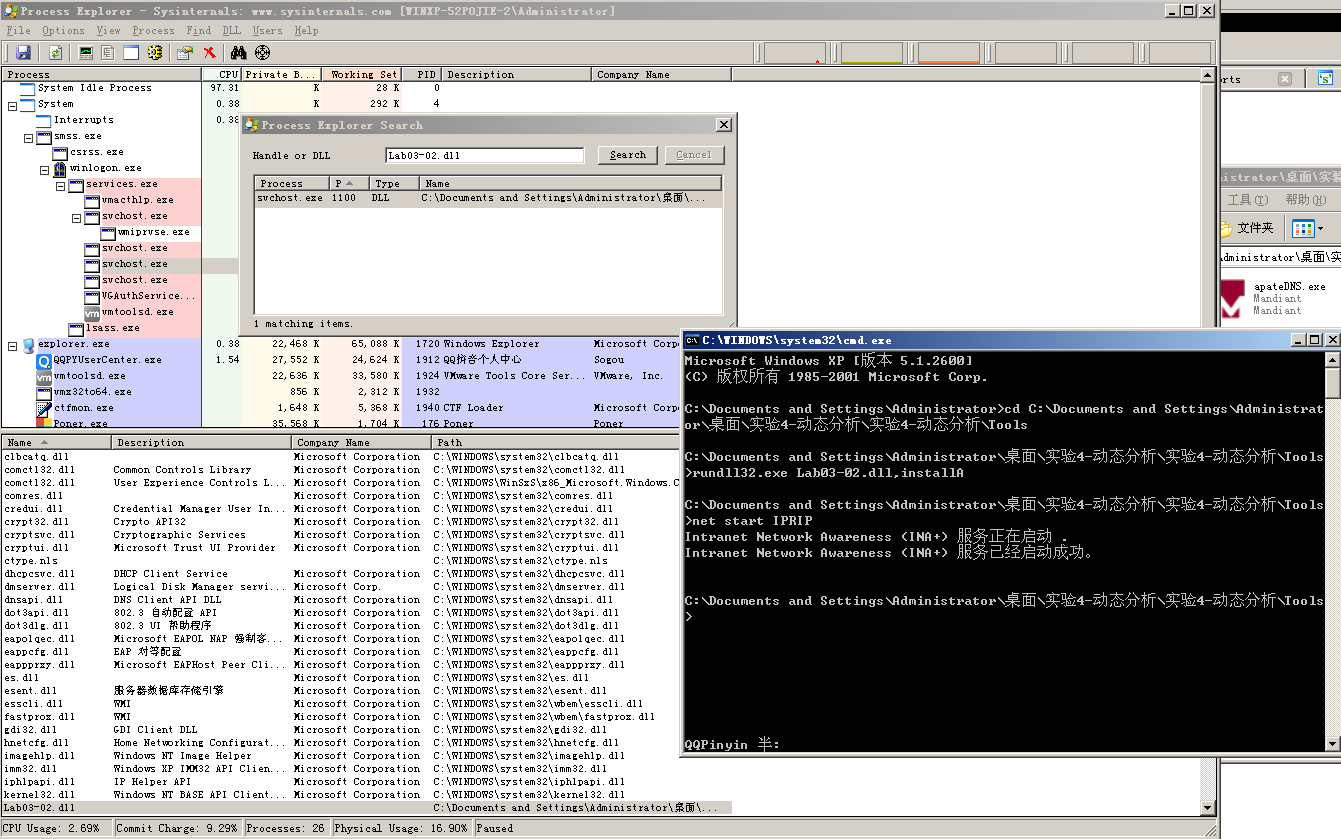 Process Explorer - Sysinternals: www.sysinternals.com [WINXP-52POJIE-2\Administrator]
File Options View Process Find DLL Users Help
Process CPU Private B... Working Set PID Description Company Name
System Idle Process 97.31 K 28 K 0
System 0.38 K 292 K 4
Interrupts 0.38
smss.exe
csrss.exe
winlogon.exe
services.exe
vmacthlp.exe
svchost.exe
wmiprvse.exe
svchost.exe
svchost.exe
svchost.exe
VGAuthService...
vmtoolsd.exe
lsass.exe
explorer.exe 0.38 22,468 K 65,088 K 1720 Windows Explorer Microsoft Corp
QQPYUserCenter.exe 1.54 27,552 K 24,624 K 1912 QQ拼音个人中心 Sogou
vmtoolsd.exe 22,636 K 33,580 K 1924 VMware Tools Core Ser... VMware, Inc.
vmx32to64.exe 856 K 2,312 K 1932
ctfmon.exe 1,648 K 5,368 K 1940 CTF Loader Microsoft Corp
Poner.exe 35,568 K 1,704 K 176 Poner Poner
Process Explorer Search
Handle or DLL Lab03-02.dll Search Cancel
Process P Type Name
svchost.exe 1100 DLL C:\Documents and Settings\Administrator\桌面\...
1 matching items.
Name Description Company Name Path
clbcatq.dll Microsoft Corporation C:\WINDOWS\system32\clbcatq.dll
comctl32.dll Common Controls Library Microsoft Corporation C:\WINDOWS\system32\comctl32.dll
comctl32.dll User Experience Controls L... Microsoft Corporation C:\WINDOWS\WinSxS\x86_Microsoft.Windows.C
comres.dll Microsoft Corporation C:\WINDOWS\system32\comres.dll
credui.dll Credential Manager User In... Microsoft Corporation C:\WINDOWS\system32\credui.dll
crypt32.dll Crypto API32 Microsoft Corporation C:\WINDOWS\system32\crypt32.dll
cryptsvc.dll Cryptographic Services Microsoft Corporation C:\WINDOWS\system32\cryptsvc.dll
cryptui.dll Microsoft Trust UI Provider Microsoft Corporation C:\WINDOWS\system32\cryptui.dll
ctype.nls C:\WINDOWS\system32\ctype.nls
dhcpcsvc.dll DHCP Client Service Microsoft Corporation C:\WINDOWS\system32\dhcpcsvc.dll
dmserver.dll Logical Disk Manager servi... Microsoft Corp. C:\WINDOWS\system32\dmserver.dll
dnsapi.dll DNS Client API DLL Microsoft Corporation C:\WINDOWS\system32\dnsapi.dll
dot3api.dll 802.3 自动配置 API Microsoft Corporation C:\WINDOWS\system32\dot3api.dll
dot3dlg.dll 802.3 UI 帮助程序 Microsoft Corporation C:\WINDOWS\system32\dot3dlg.dll
eapolqec.dll Microsoft EAPOL NAP 强制客... Microsoft Corporation C:\WINDOWS\system32\eapolqec.dll
eappcfg.dll EAP 对等配置 Microsoft Corporation C:\WINDOWS\system32\eappcfg.dll
eappprxy.dll Microsoft EAPHost Peer Cli... Microsoft Corporation C:\WINDOWS\system32\eappprxy.dll
es.dll Microsoft Corporation C:\WINDOWS\system32\es.dll
esent.dll 服务器数据库存储引擎 Microsoft Corporation C:\WINDOWS\system32\esent.dll
esscli.dll WMI Microsoft Corporation C:\WINDOWS\system32\wbem\esscli.dll
fastprox.dll WMI Microsoft Corporation C:\WINDOWS\system32\wbem\fastprox.dll
gdi32.dll GDI Client DLL Microsoft Corporation C:\WINDOWS\system32\gdi32.dll
hnetcfg.dll Home Networking Configurat... Microsoft Corporation C:\WINDOWS\system32\hnetcfg.dll
imagehlp.dll Windows NT Image Helper Microsoft Corporation C:\WINDOWS\system32\imagehlp.dll
imm32.dll Windows XP IMM32 API Clien... Microsoft Corporation C:\WINDOWS\system32\imm32.dll
iphlpapi.dll IP Helper API Microsoft Corporation C:\WINDOWS\system32\iphlpapi.dll
kernel32.dll Windows NT BASE API Client... Microsoft Corporation C:\WINDOWS\system32\kernel32.dll
Lab03-02.dll C:\Documents and Settings\Administrator\桌面\...
CPU Usage: 2.69% Commit Charge: 9.29% Processes: 26 Physical Usage: 16.90% Paused
C:\WINDOWS\system32\cmd.exe
Microsoft Windows XP [版本 5.1.2600]
(C) 版权所有 1985-2001 Microsoft Corp.
C:\Documents and Settings\Administrator>cd C:\Documents and Settings\Administrat
or\桌面\实验4-动态分析\实验4-动态分析\Tools
C:\Documents and Settings\Administrator\桌面\实验4-动态分析\实验4-动态分析\Tools
>rundll32.exe Lab03-02.dll,installA
C:\Documents and Settings\Administrator\桌面\实验4-动态分析\实验4-动态分析\Tools
>net start IPRIP
Intranet Network Awareness (INA+) 服务正在启动 .
Intranet Network Awareness (INA+) 服务已经启动成功。
C:\Documents and Settings\Administrator\桌面\实验4-动态分析\实验4-动态分析\Tools
>
QQPinyin 半:
rts
istrator\桌面\实验
工具(T) 帮助(H)
文件夹
dministrator\桌面\实
apateDNS.exe
Mandiant
Mandiant